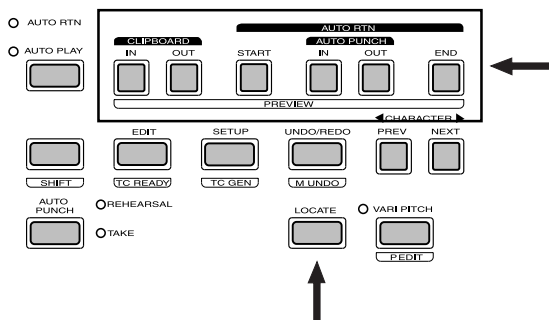 AUTO RTN
AUTO RTN
CLIPBOARD
AUTO PLAY
IN OUT START
AUTO PUNCH
IN OUT END
PREVIEW
◀CHARACTER▶
EDIT SETUP UNDO/REDO PREV NEXT
SHIFT TC READY TC GEN M UNDO
AUTO PUNCH
REHEARSAL
TAKE
LOCATE VARI PITCH
P.EDIT